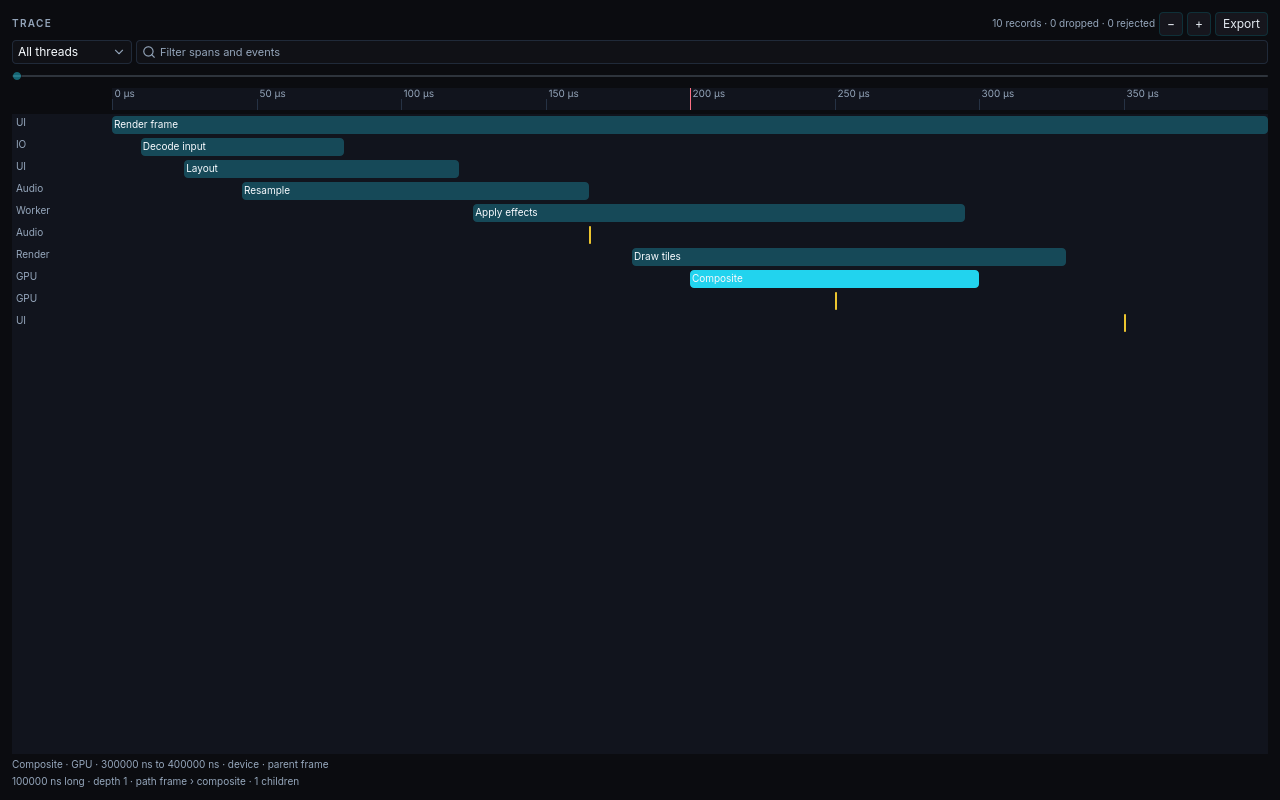 TRACE
10 records · 0 dropped · 0 rejected − + Export
All threads
Filter spans and events
0 µs 50 µs 100 µs 150 µs 200 µs 250 µs 300 µs 350 µs
UI Render frame
IO Decode input
UI Layout
Audio Resample
Worker Apply effects
Audio
Render Draw tiles
GPU Composite
GPU
UI
Composite · GPU · 300000 ns to 400000 ns · device · parent frame
100000 ns long · depth 1 · path frame › composite · 1 children